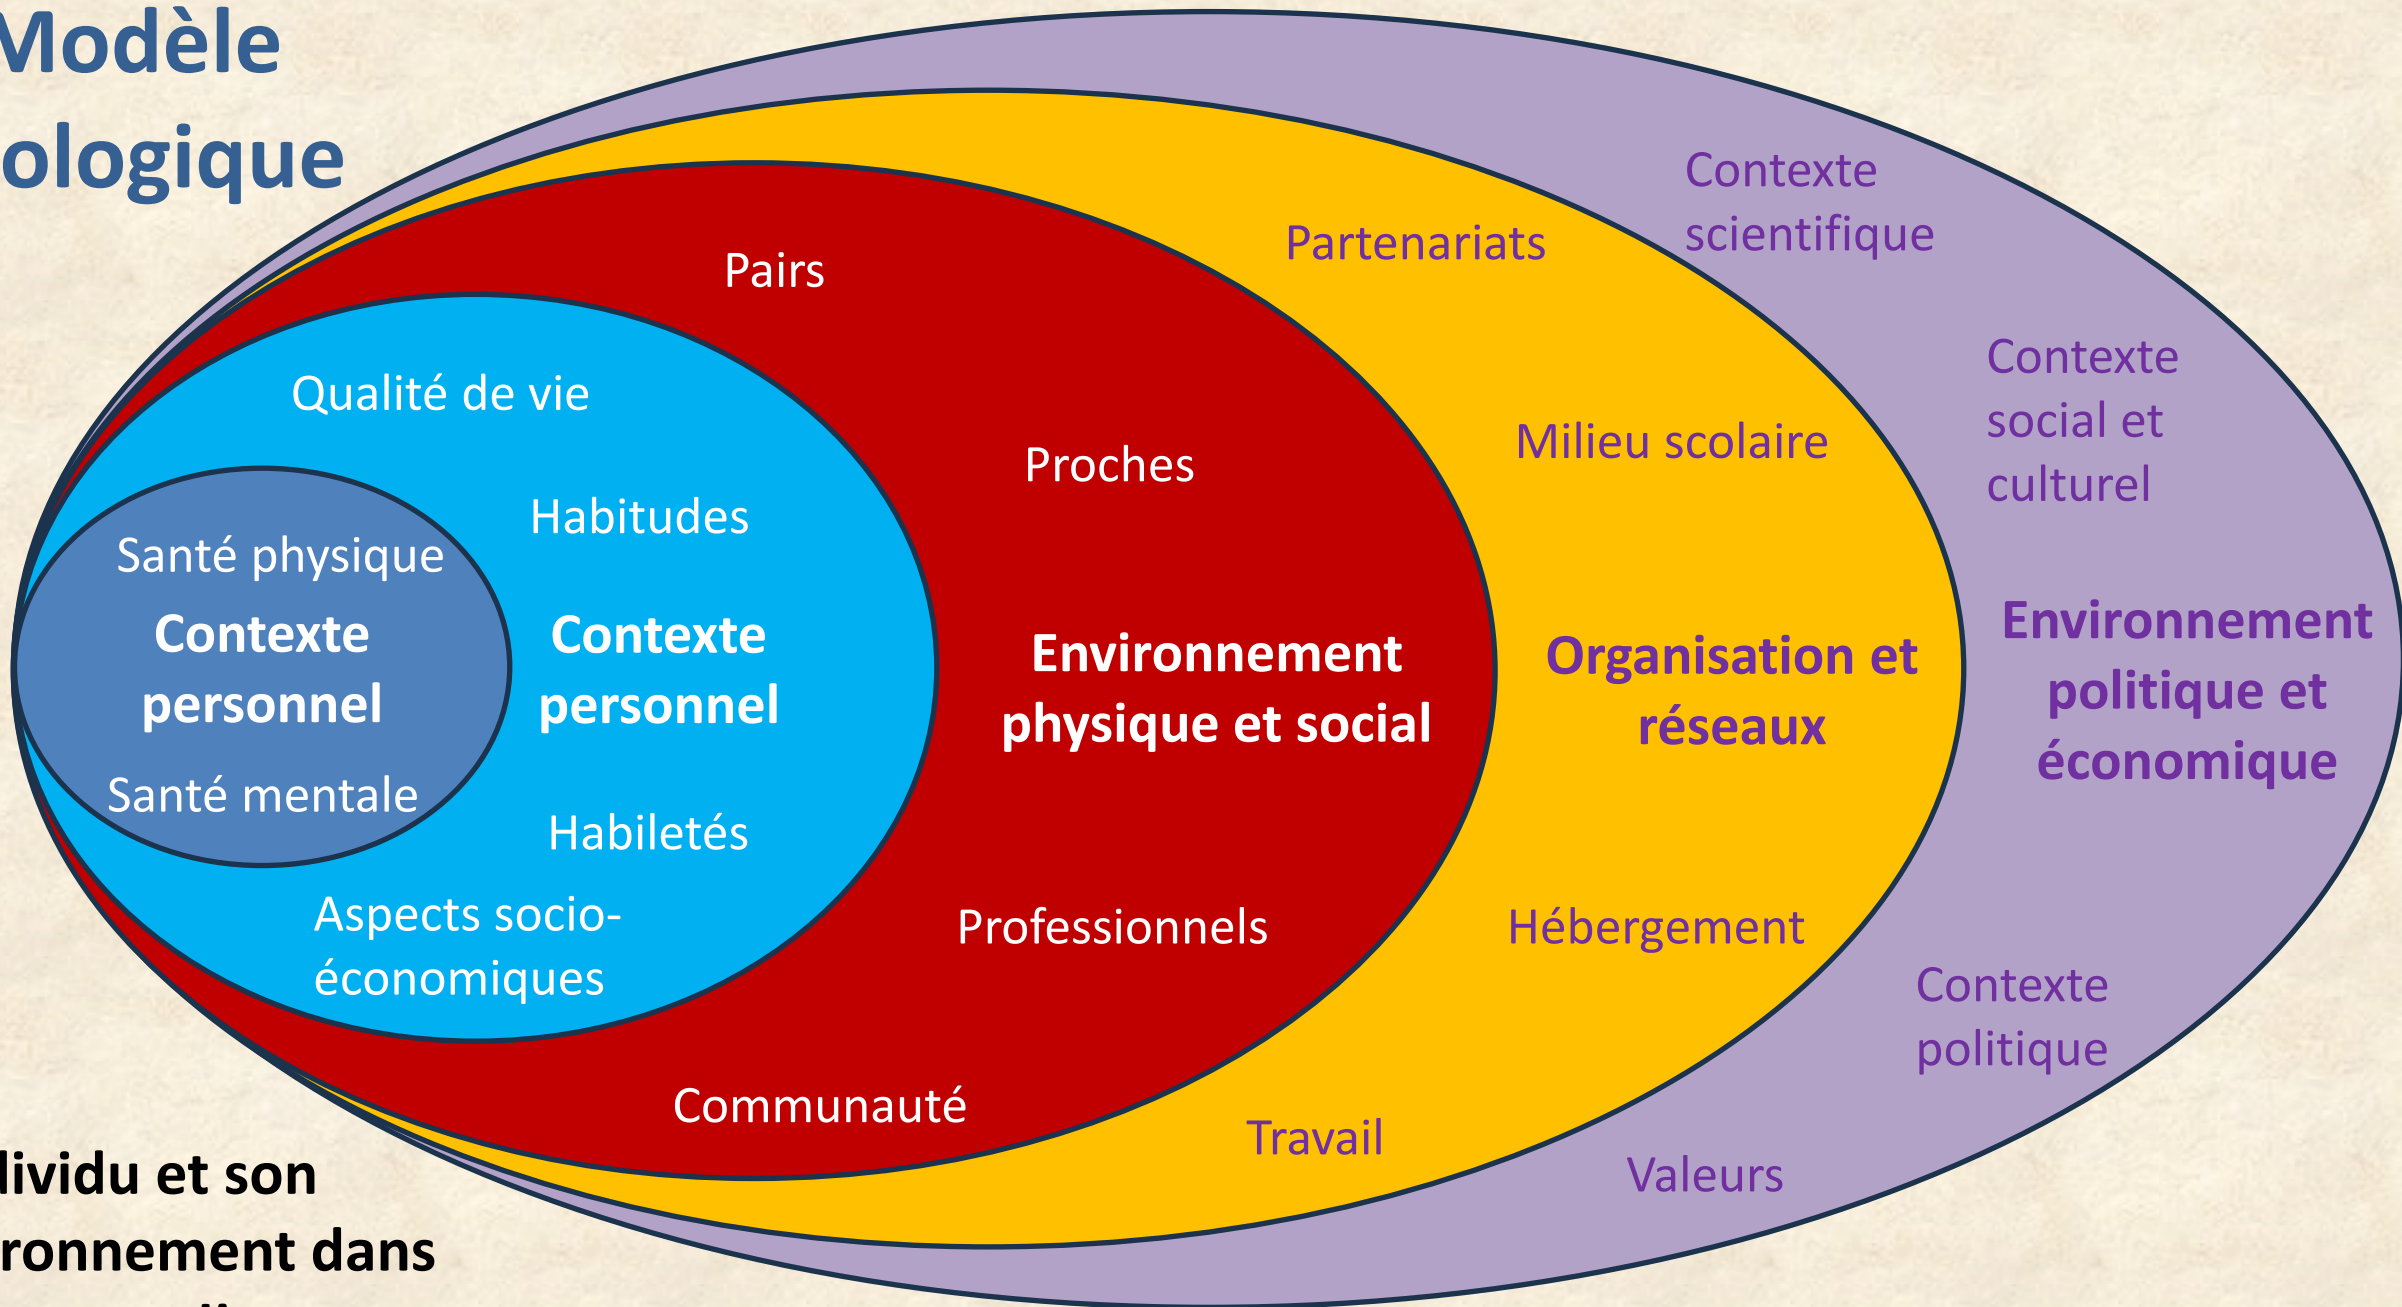 Modèle
ologique
Pairs
Partenariats
Contexte
scientifique
Qualité de vie
Habitudes
Proches
Milieu scolaire
Contexte
social et
culturel
Santé physique
Contexte
personnel
Santé mentale
Contexte
personnel
Environnement
physique et social
Organisation et
réseaux
Environnement
politique et
économique
Habiletés
Aspects socio-
économiques
Professionnels
Hébergement
Contexte
politique
Communauté
Travail
Valeurs
dividu et son
ronnement dans